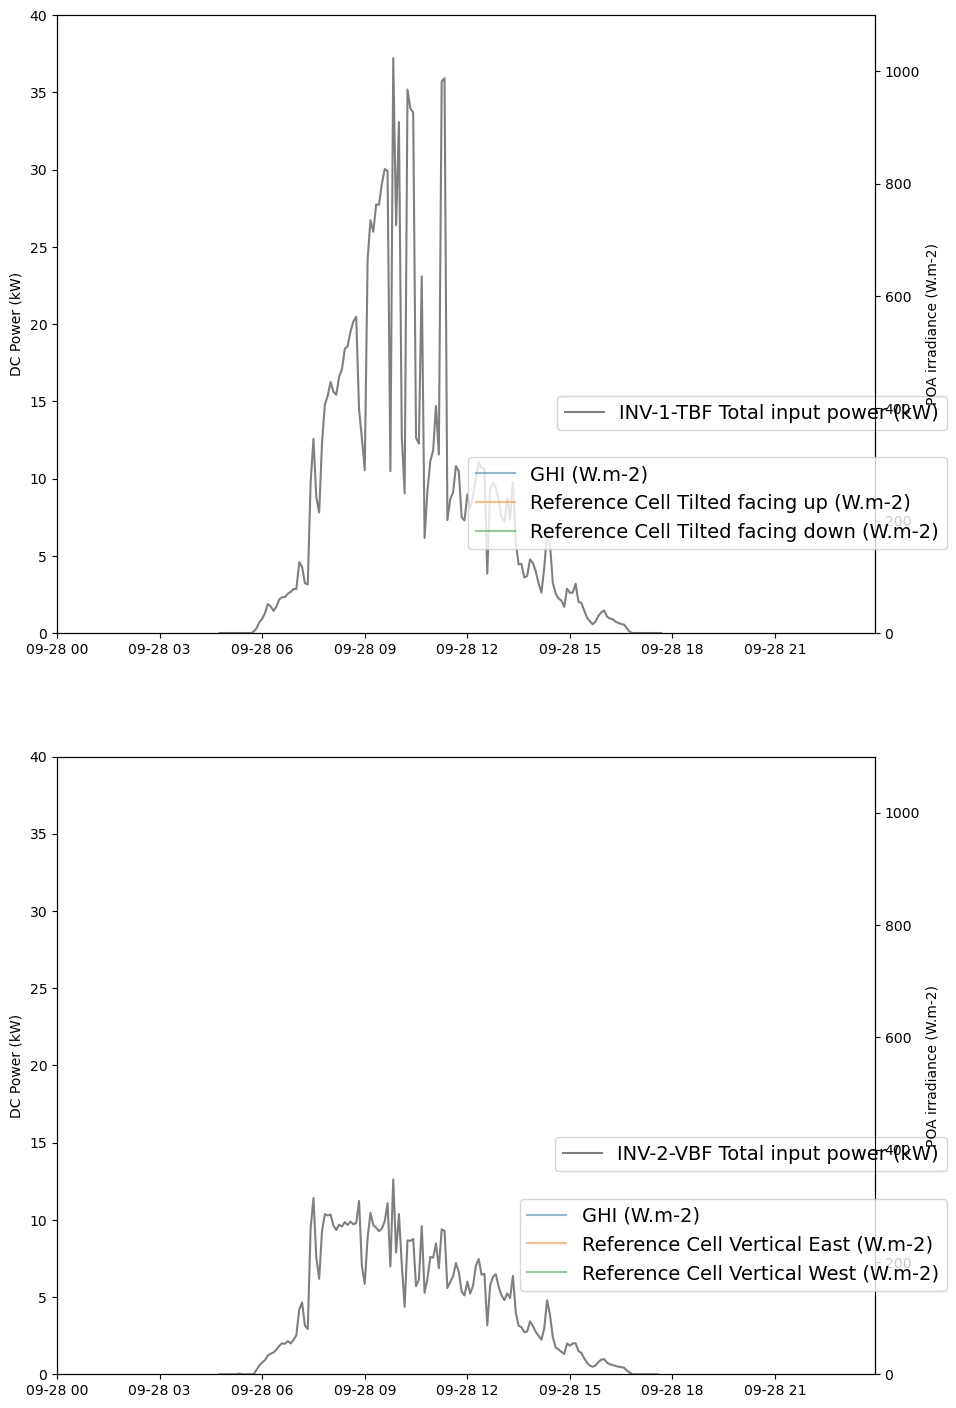 40
35
30
25
20
15
10
5
0
DC Power (kW)
1000
800
600
400
200
0
POA irradiance (W.m-2)
INV-1-TBF Total input power (kW)
GHI (W.m-2)
Reference Cell Tilted facing up (W.m-2)
Reference Cell Tilted facing down (W.m-2)
09-28 00 09-28 03 09-28 06 09-28 09 09-28 12 09-28 15 09-28 18 09-28 21
40
35
30
25
20
15
10
5
0
DC Power (kW)
1000
800
600
400
200
0
POA irradiance (W.m-2)
INV-2-VBF Total input power (kW)
GHI (W.m-2)
Reference Cell Vertical East (W.m-2)
Reference Cell Vertical West (W.m-2)
09-28 00 09-28 03 09-28 06 09-28 09 09-28 12 09-28 15 09-28 18 09-28 21